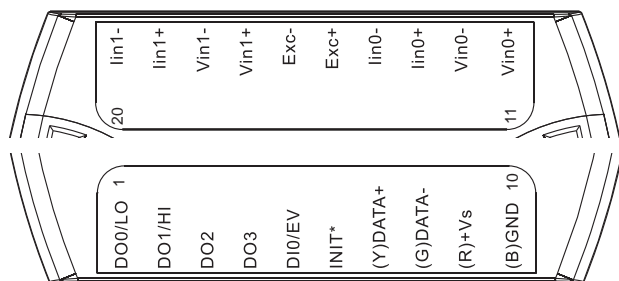 Iin1-
Iin1+
Vin1-
Vin1+
Exc-
Exc+
Iin0-
Iin0+
Vin0-
Vin0+
20
11
1
10
DO0/LO
DO1/HI
DO2
DO3
DI0/EV
INIT*
(Y)DATA+
(G)DATA-
(R)+Vs
(B)GND